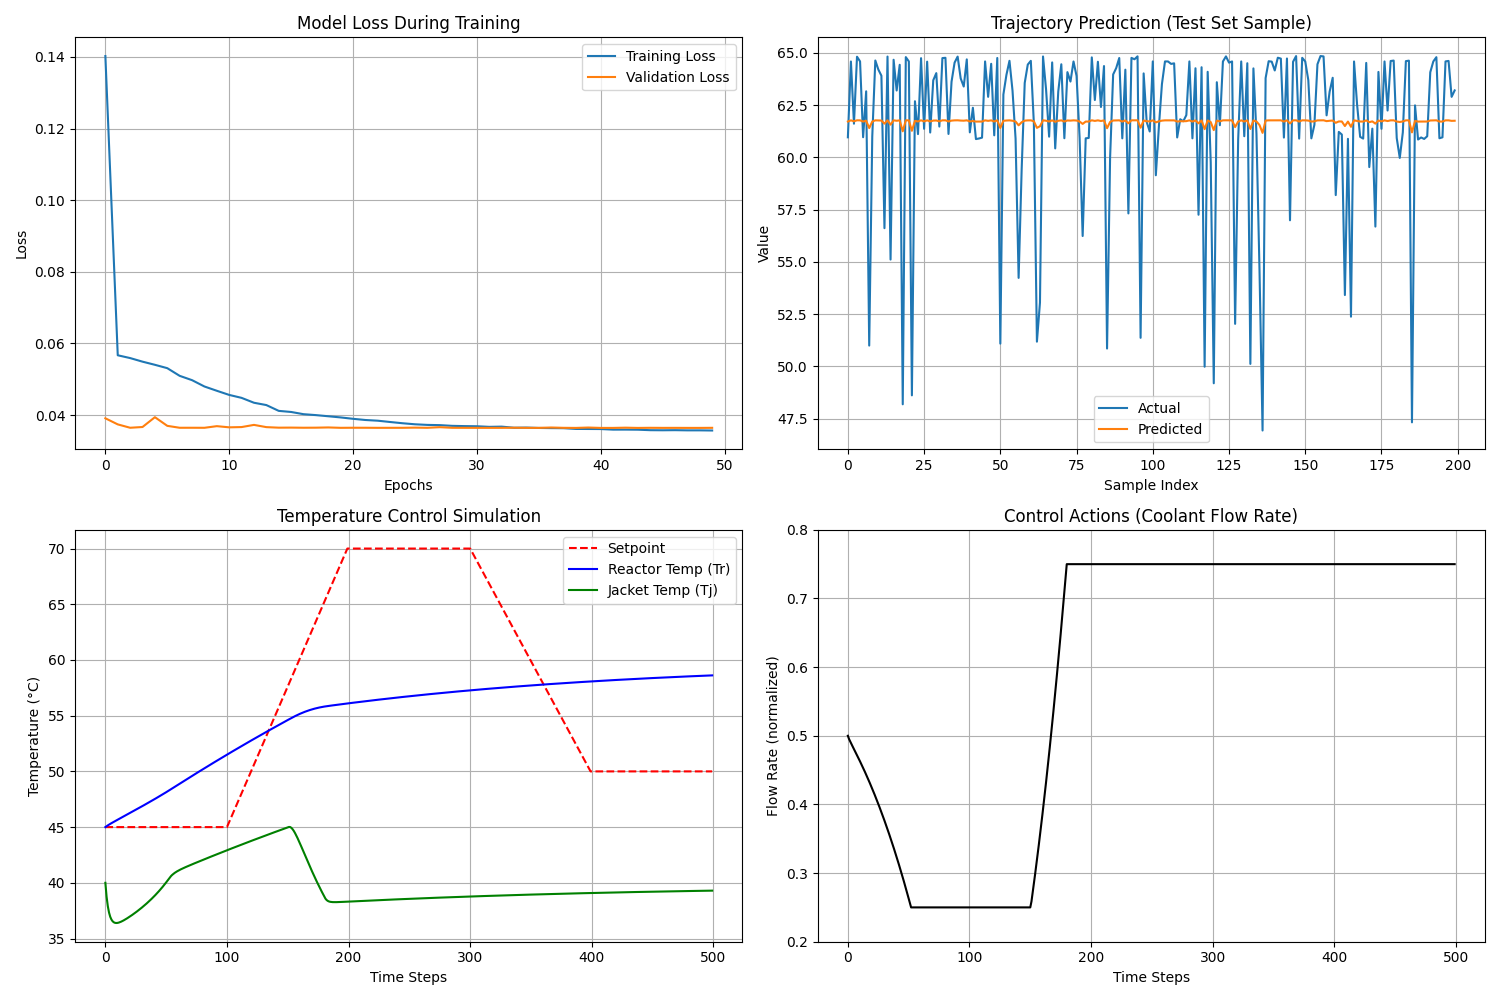 Model Loss During Training
Loss
0.14
0.12
0.10
0.08
0.06
0.04
Training Loss
Validation Loss
0 10 20 30 40 50
Epochs
Trajectory Prediction (Test Set Sample)
Value
65.0
62.5
60.0
57.5
55.0
52.5
50.0
47.5
Actual
Predicted
0 25 50 75 100 125 150 175 200
Sample Index
Temperature Control Simulation
Temperature (°C)
70
65
60
55
50
45
40
35
Setpoint
Reactor Temp (Tr)
Jacket Temp (Tj)
0 100 200 300 400 500
Time Steps
Control Actions (Coolant Flow Rate)
Flow Rate (normalized)
0.8
0.7
0.6
0.5
0.4
0.3
0.2
0 100 200 300 400 500
Time Steps